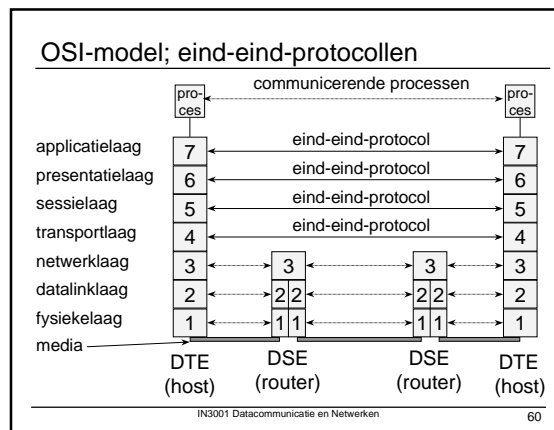 OSI-model; eind-eind-protocollen
pro-
ces
communicerende processen
pro-
ces
applicatielaag 7 eind-eind-protocol 7
presentatielaag 6 eind-eind-protocol 6
sessielaag 5 eind-eind-protocol 5
transportlaag 4 eind-eind-protocol 4
netwerklaag 3 3 3 3
datalinklaag 2 2 2 2 2 2
fysiekelaag 1 1 1 1 1 1
media
DTE DSE DSE DTE
(host) (router) (router) (host)
IN3001 Datacommunicatie en Netwerken 60